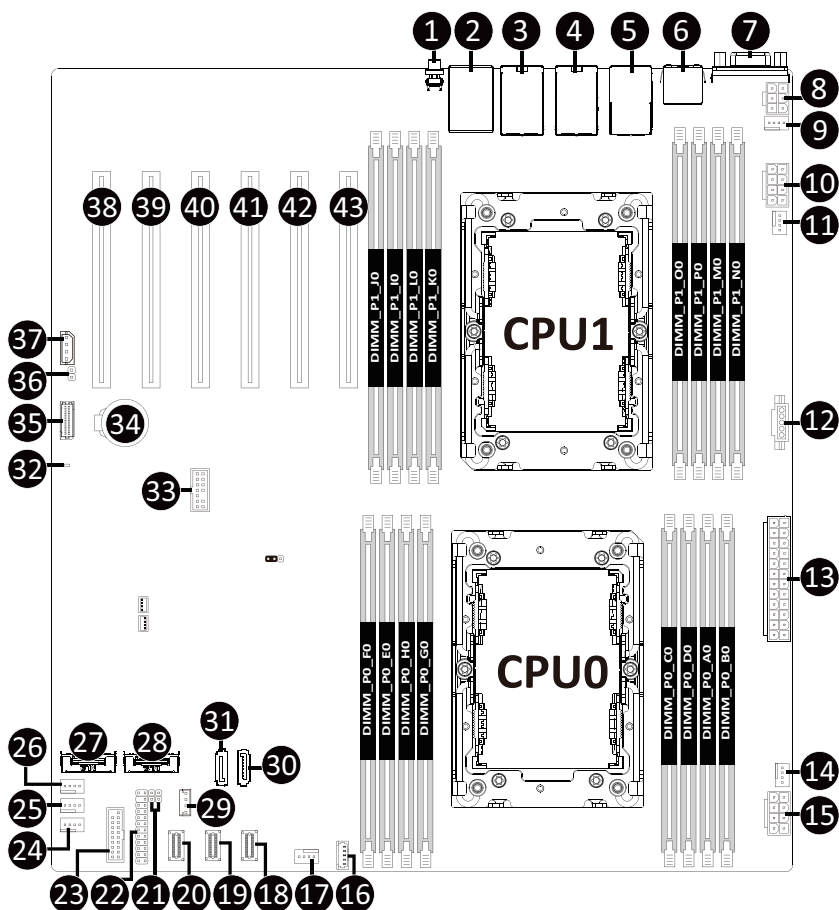 1 2 3 4 5 6 7
8
9
10
11
12
13
14
15
38 39 40 41 42 43
37
36
35
34
32
33
DIMM_P1_J0
DIMM_P1_I0
DIMM_P1_L0
DIMM_P1_K0
CPU1
DIMM_P1_O0
DIMM_P1_P0
DIMM_P1_M0
DIMM_P1_N0
DIMM_P0_F0
DIMM_P0_E0
DIMM_P0_H0
DIMM_P0_G0
CPU0
DIMM_P0_C0
DIMM_P0_D0
DIMM_P0_A0
DIMM_P0_B0
26 27 28 31 30
25
24
29
23 22 21 20 19 18 17 16